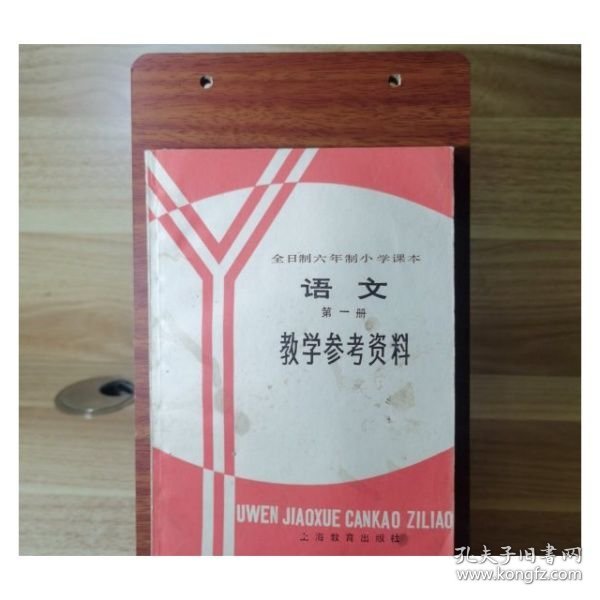 全日制六年制小学课本
语文
第一册
教学参考资料
UWEN JIAOXUE CANKAO ZILIAO
上海教育出版社
孔夫子旧书网
www.kongfz.com